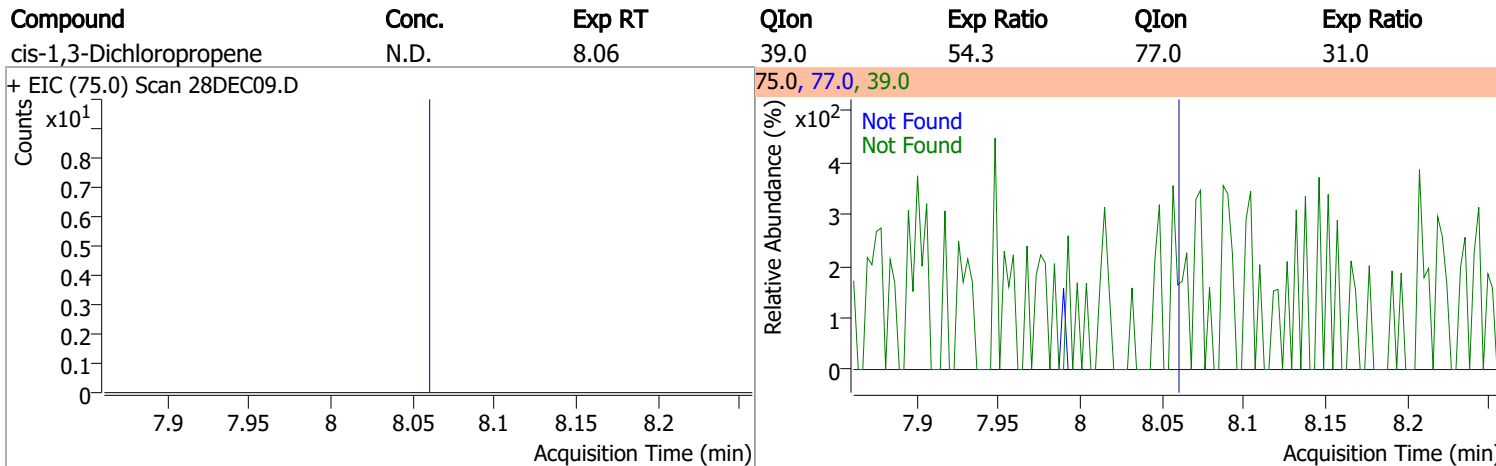 Compound Conc. Exp RT QIon Exp Ratio QIon Exp Ratio
cis-1,3-Dichloropropene N.D. 8.06 39.0 54.3 77.0 31.0
+ EIC (75.0) Scan 28DEC09.D
Counts
x10^1
0.8
0.7
0.6
0.5
0.4
0.3
0.2
0.1
0
7.9 7.95 8 8.05 8.1 8.15 8.2
Acquisition Time (min)
75.0, 77.0, 39.0
Relative Abundance (%)
x10^2
Not Found
Not Found
4
3
2
1
0
7.9 7.95 8 8.05 8.1 8.15 8.2
Acquisition Time (min)